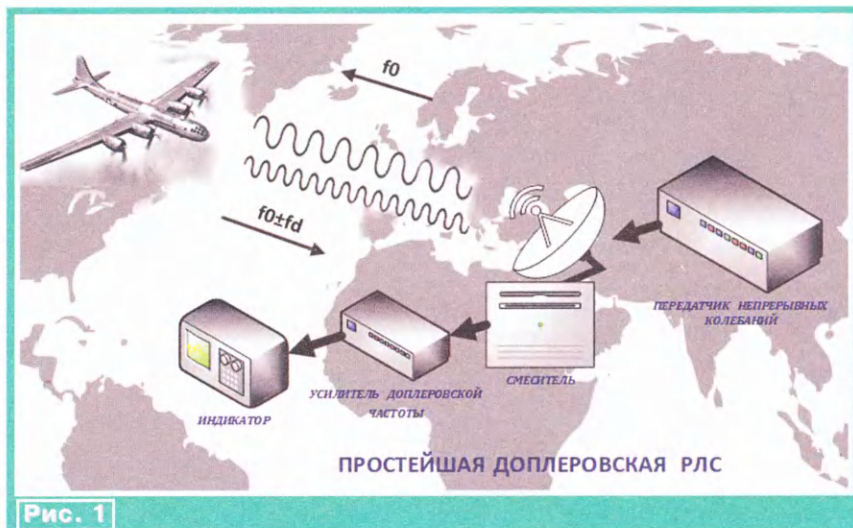 f0
f0±fd
ПЕРЕДАТЧИК НЕПРЕРЫВНЫХ
КОЛЕБАНИЙ
СМЕСИТЕЛЬ
УСИЛИТЕЛЬ ДОПЛЕРОВСКОЙ
ЧАСТОТЫ
ИНДИКАТОР
ПРОСТЕЙШАЯ ДОПЛЕРОВСКАЯ РЛС
Рис. 1